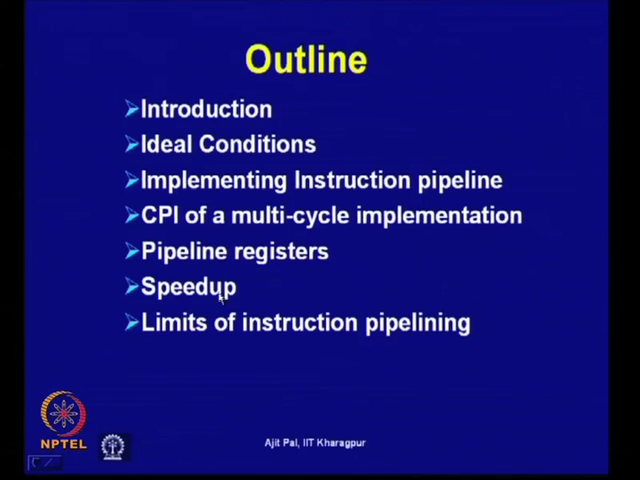 Outline
Introduction
Ideal Conditions
Implementing Instruction pipeline
CPI of a multi-cycle implementation
Pipeline registers
Speedup
Limits of instruction pipelining
NPTEL
Ajit Pal, IIT Kharagpur